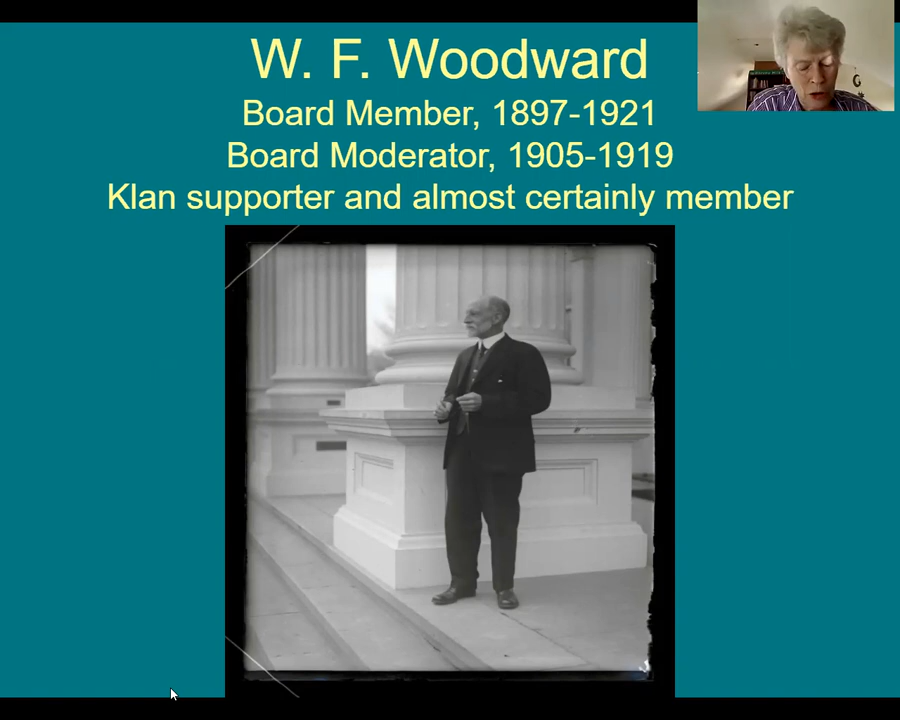 W. F. Woodward
Board Member, 1897-1921
Board Moderator, 1905-1919
Klan supporter and almost certainly member